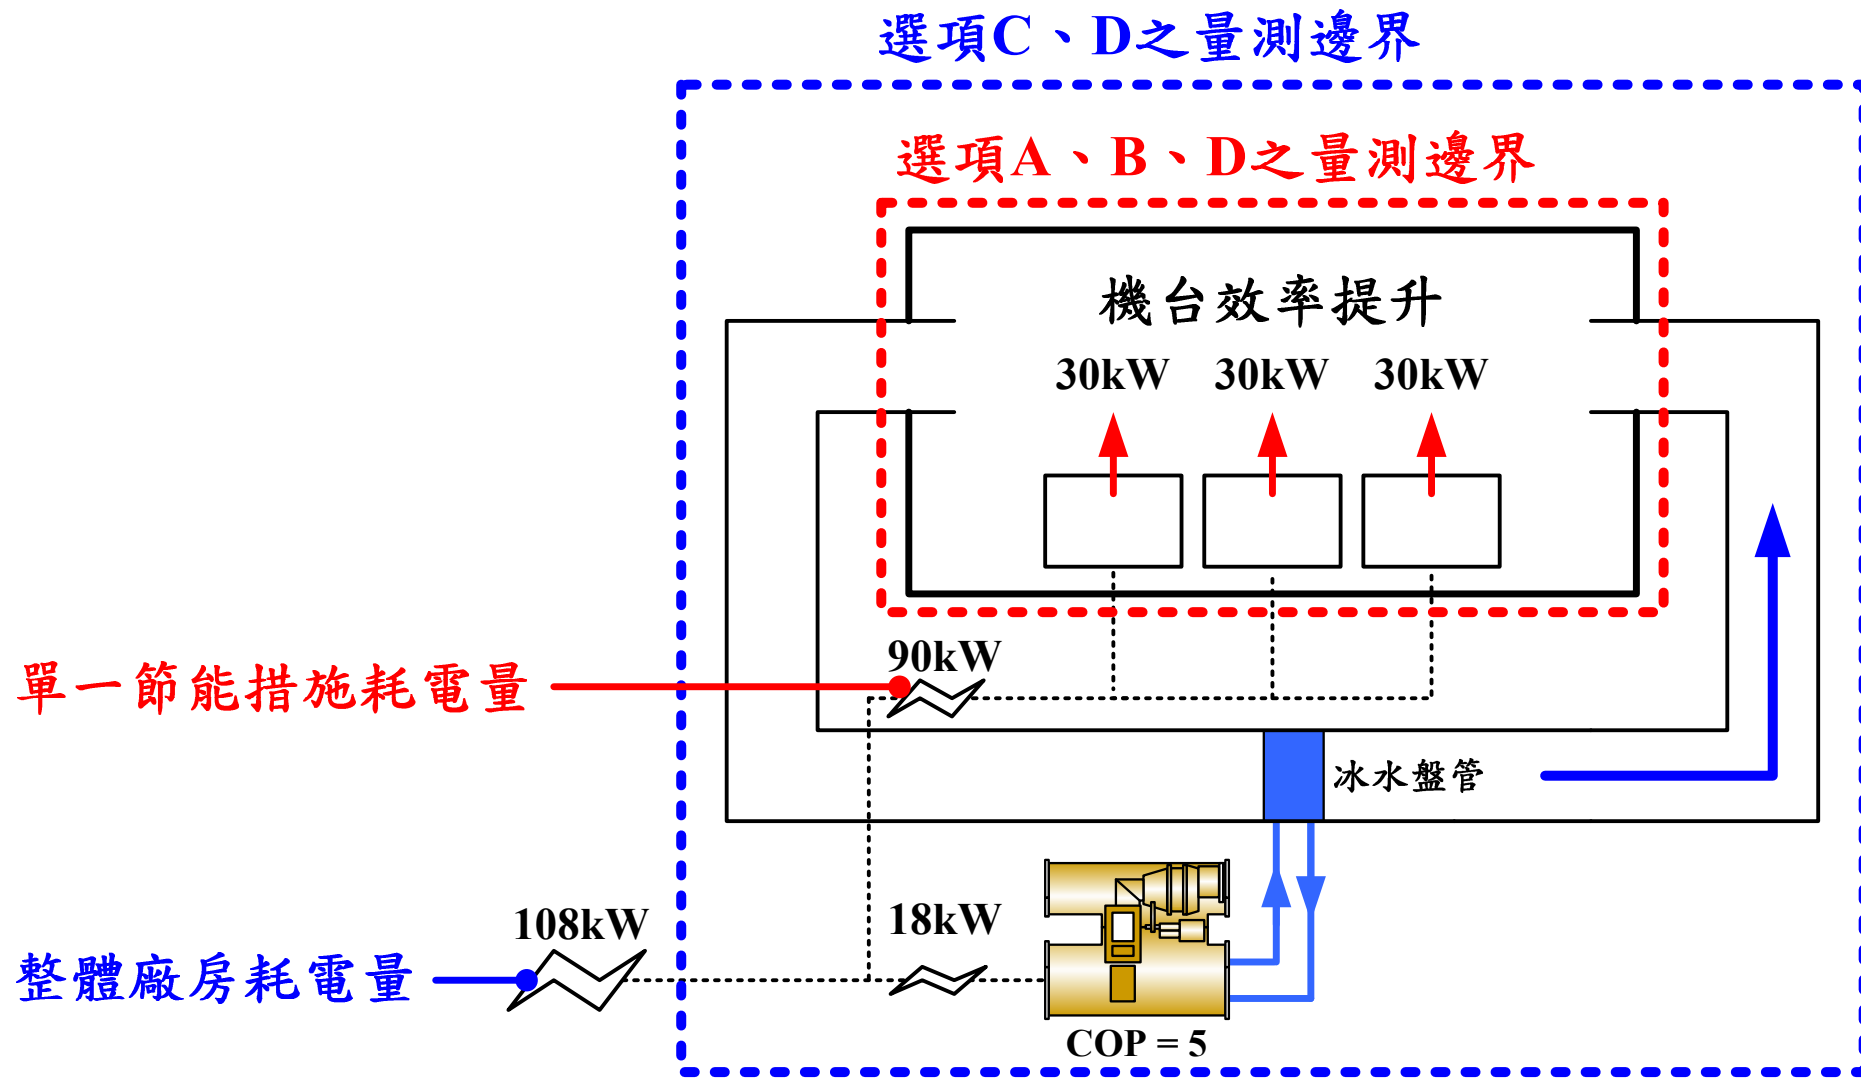 選項C、D之量測邊界
選項A、B、D之量測邊界
機台效率提升
30kW 30kW 30kW
90kW
單一節能措施耗電量
冰水盤管
108kW
18kW
整體廠房耗電量
COP = 5